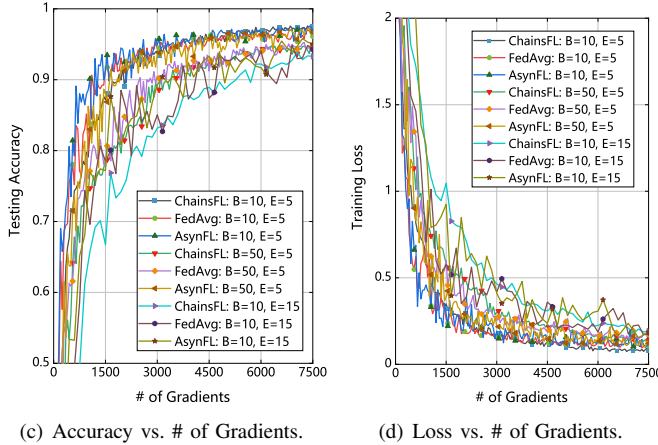 1
0.9
0.8
0.7
0.6
0.5
Testing Accuracy
ChainsFL: B=10, E=5
FedAvg: B=10, E=5
AsynFL: B=10, E=5
ChainsFL: B=50, E=5
FedAvg: B=50, E=5
AsynFL: B=50, E=5
ChainsFL: B=10, E=15
FedAvg: B=10, E=15
AsynFL: B=10, E=15
0 1500 3000 4500 6000 7500
# of Gradients
(c) Accuracy vs. # of Gradients.
2
1.5
1
0.5
0
Training Loss
ChainsFL: B=10, E=5
FedAvg: B=10, E=5
AsynFL: B=10, E=5
ChainsFL: B=50, E=5
FedAvg: B=50, E=5
AsynFL: B=50, E=5
ChainsFL: B=10, E=15
FedAvg: B=10, E=15
AsynFL: B=10, E=15
0 1500 3000 4500 6000 7500
# of Gradients
(d) Loss vs. # of Gradients.